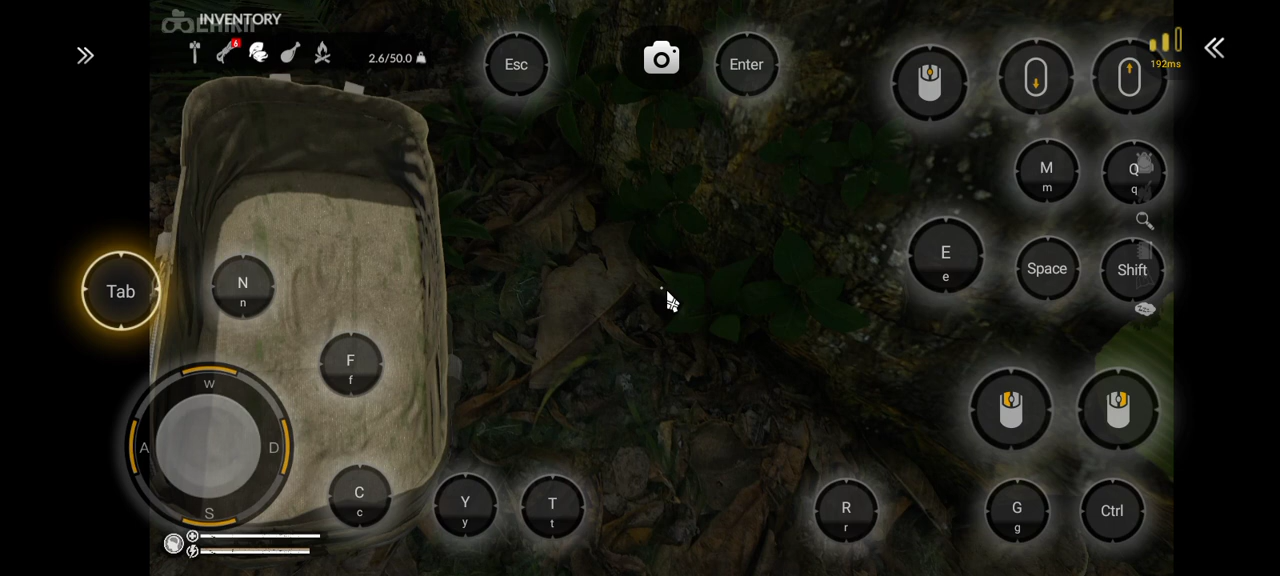 INVENTORY
6
2.6/50.0
Esc
Enter
192ms
M
m
Q
q
Tab
N
n
E
e
Space
Shift
F
f
W
A
D
S
C
c
Y
y
T
t
R
r
G
g
Ctrl